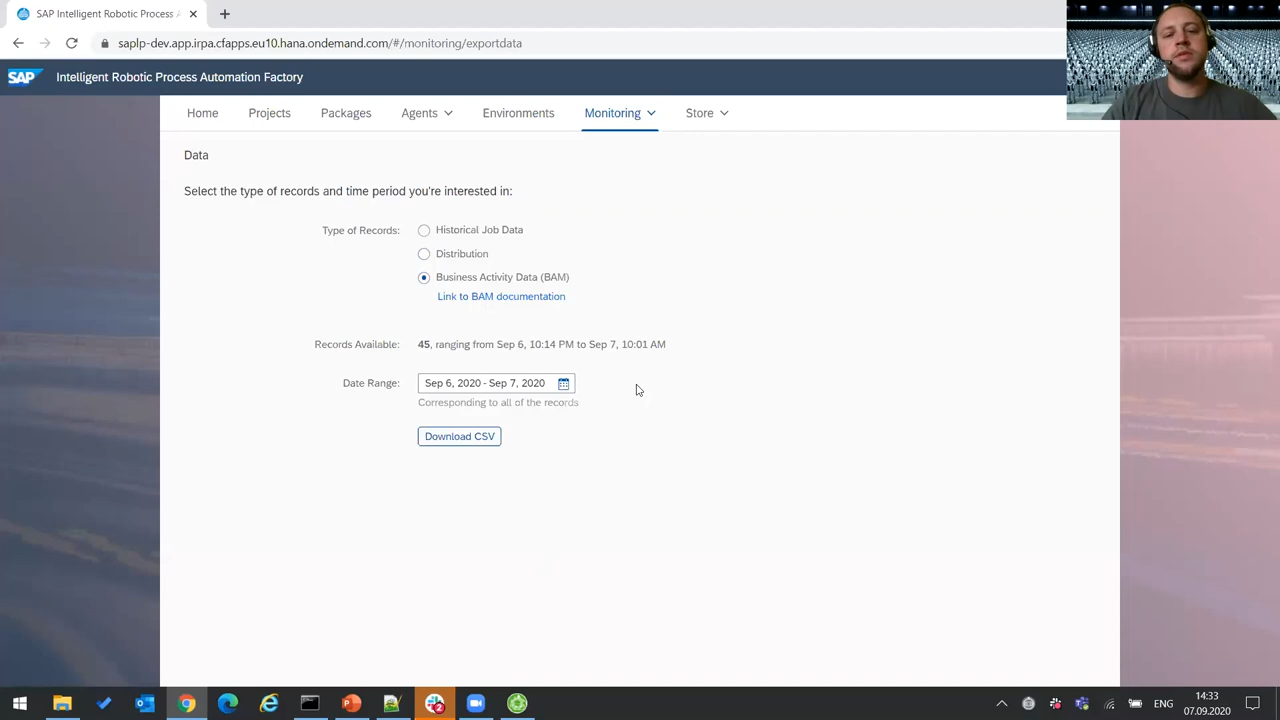 SAP Intelligent Robotic Process A
saplp-dev.app.irpa.cfapps.eu10.hana.ondemand.com/#/monitoring/exportdata
SAP Intelligent Robotic Process Automation Factory
Home Projects Packages Agents Environments Monitoring Store
Data
Select the type of records and time period you're interested in:
Type of Records: Historical Job Data
Distribution
Business Activity Data (BAM)
Link to BAM documentation
Records Available: 45, ranging from Sep 6, 10:14 PM to Sep 7, 10:01 AM
Date Range: Sep 6, 2020 - Sep 7, 2020
Corresponding to all of the records
Download CSV
ENG
14:33
07.09.2020